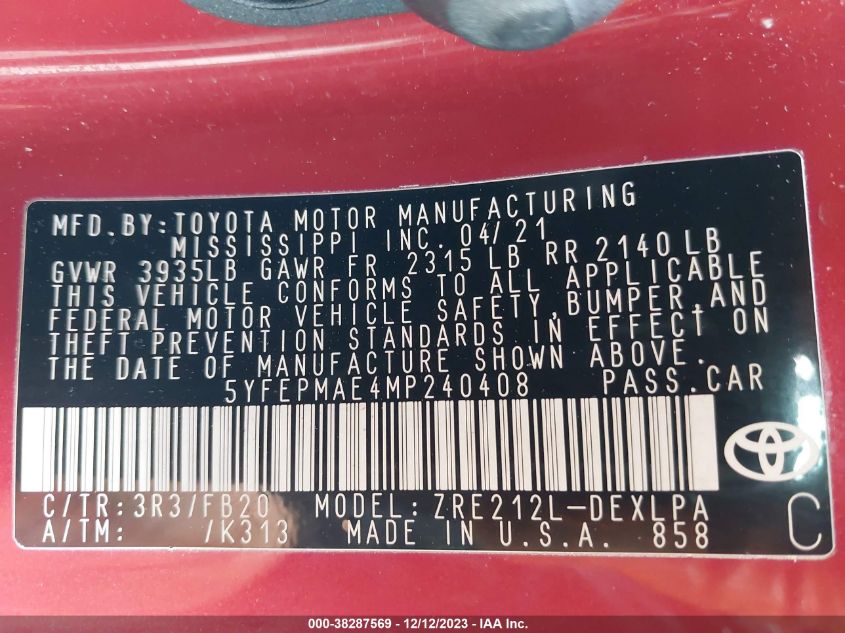 MFD. BY: TOYOTA MOTOR MANUFACTURING
MISSISSIPPI INC. 04/21
GVWR 3935LB GAWR FR 2315 LB RR 2140 LB
THIS VEHICLE CONFORMS TO ALL APPLICABLE
FEDERAL MOTOR VEHICLE SAFETY, BUMPER, AND
THEFT PREVENTION STANDARDS IN EFFECT ON
THE DATE OF MANUFACTURE SHOWN ABOVE.
5YFEPMAE4MP240408 PASS. CAR
C/TR: 3R3/FB20 MODEL: ZRE212L-DEXLPA
A/TM: /K313 MADE IN U.S.A. 858 C
000-38287569 - 12/12/2023 - IAA Inc.